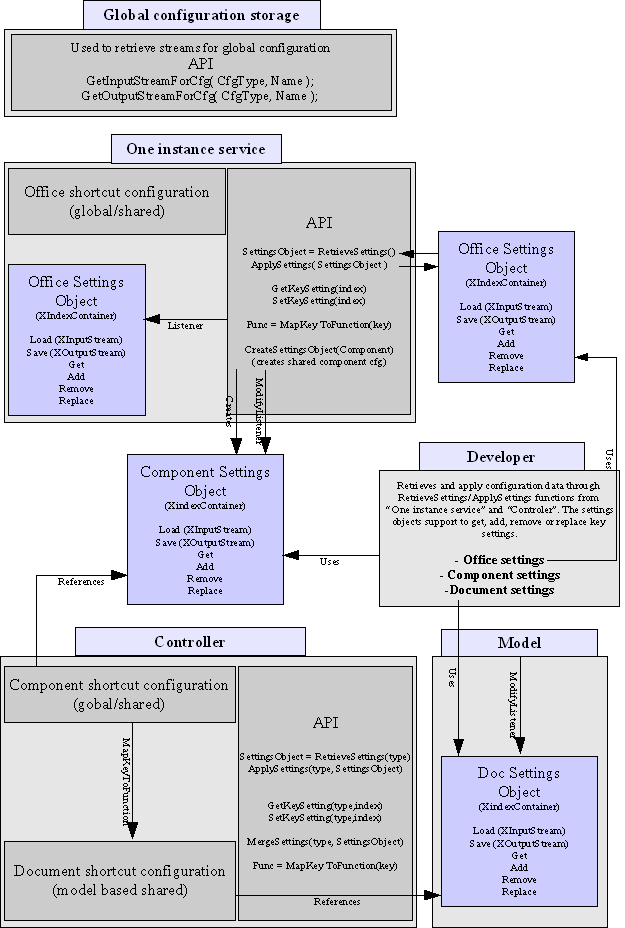 Global configuration storage
Used to retrieve streams for global configuration
API
GetInputStreamForCfg( CfgType, Name );
GetOutputStreamForCfg( CfgType, Name );
One instance service
Office shortcut configuration
(global/shared)
API
SettingsObject = RetrieveSettings()
ApplySettings( SettingsObject )
GetKeySetting(index)
SetKeySetting(index)
Func = MapKeyToFunction(key)
CreateSettingsObject(Component)
(creates shared component cfg)
Office Settings
Object
(XIndexContainer)
Load (XInputStream)
Save (XOutputStream)
Get
Add
Remove
Replace
Listener
Office Settings
Object
(XIndexContainer)
Load (XInputStream)
Save (XOutputStream)
Get
Add
Remove
Replace
Creates
ModifyListener
Uses
Component Settings
Object
(XindexContainer)
Load (XInputStream)
Save (XOutputStream)
Get
Add
Remove
Replace
Developer
Retrieves and apply configuration data through
RetrieveSettings/ApplySettings functions from
“One instance service” and “Controler”. The settings
objects support to get, add, remove or replace key
settings.
- Office settings
- Component settings
-Document settings
Uses
References
Controller
Component shortcut configuration
(gobal/shared)
MapKeyToFunction
Document shortcut configuration
(model based shared)
API
SettingsObject = RetrieveSettings(type)
ApplySettings(type, SettingsObject)
GetKeySetting(type,index)
SetKeySetting(type,index)
MergeSettings(type, SettingsObject)
Func = MapKeyToFunction(key)
References
Model
Uses
ModifyListener
Doc Settings
Object
(XindexContainer)
Load (XInputStream)
Save (XOutputStream)
Get
Add
Remove
Replace